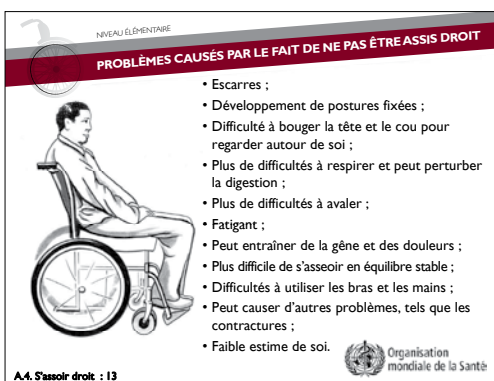 NIVEAU ÉLÉMENTAIRE
PROBLÈMES CAUSÉS PAR LE FAIT DE NE PAS ÊTRE ASSIS DROIT
• Escarres ;
• Développement de postures fixées ;
• Difficulté à bouger la tête et le cou pour
regarder autour de soi ;
• Plus de difficultés à respirer et peut perturber
la digestion ;
• Plus de difficultés à avaler ;
• Fatigant ;
• Peut entraîner de la gêne et des douleurs ;
• Plus difficile de s'asseoir en équilibre stable ;
• Difficultés à utiliser les bras et les mains ;
• Peut causer d'autres problèmes, tels que les
contractures ;
• Faible estime de soi.
Organisation
mondiale de la Santé
A.4. S'assoir droit : 13